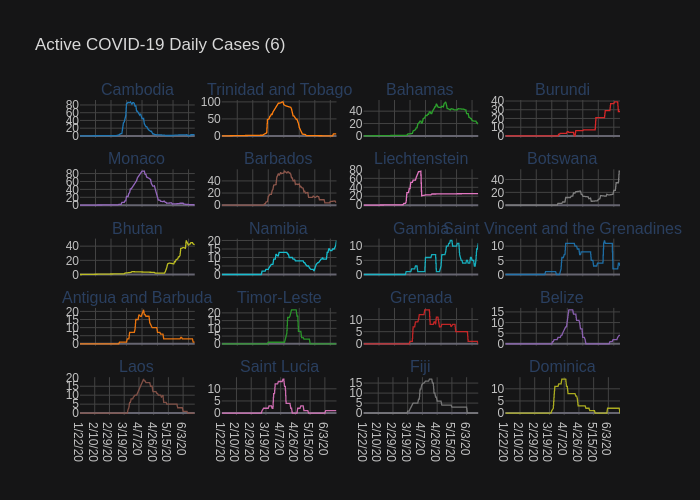 Active COVID-19 Daily Cases (6)
Cambodia Trinidad and Tobago Bahamas Burundi
80 60 40 20 0
100 50 0
40 20 0
40 30 20 10 0
Monaco Barbados Liechtenstein Botswana
80 60 40 20 0
40 20 0
80 60 40 20 0
40 20 0
Bhutan Namibia Gambia Saint Vincent and the Grenadines
40 20 0
20 15 10 5 0
10 5 0
10 5 0
Antigua and Barbuda Timor-Leste Grenada Belize
20 15 10 5 0
20 15 10 5 0
10 5 0
15 10 5 0
Laos Saint Lucia Fiji Dominica
20 15 10 5 0
10 5 0
15 10 5 0
10 5 0
1/22/20 2/10/20 2/29/20 3/19/20 4/7/20 4/26/20 5/15/20 6/3/20
1/22/20 2/10/20 2/29/20 3/19/20 4/7/20 4/26/20 5/15/20 6/3/20
1/22/20 2/10/20 2/29/20 3/19/20 4/7/20 4/26/20 5/15/20 6/3/20
1/22/20 2/10/20 2/29/20 3/19/20 4/7/20 4/26/20 5/15/20 6/3/20